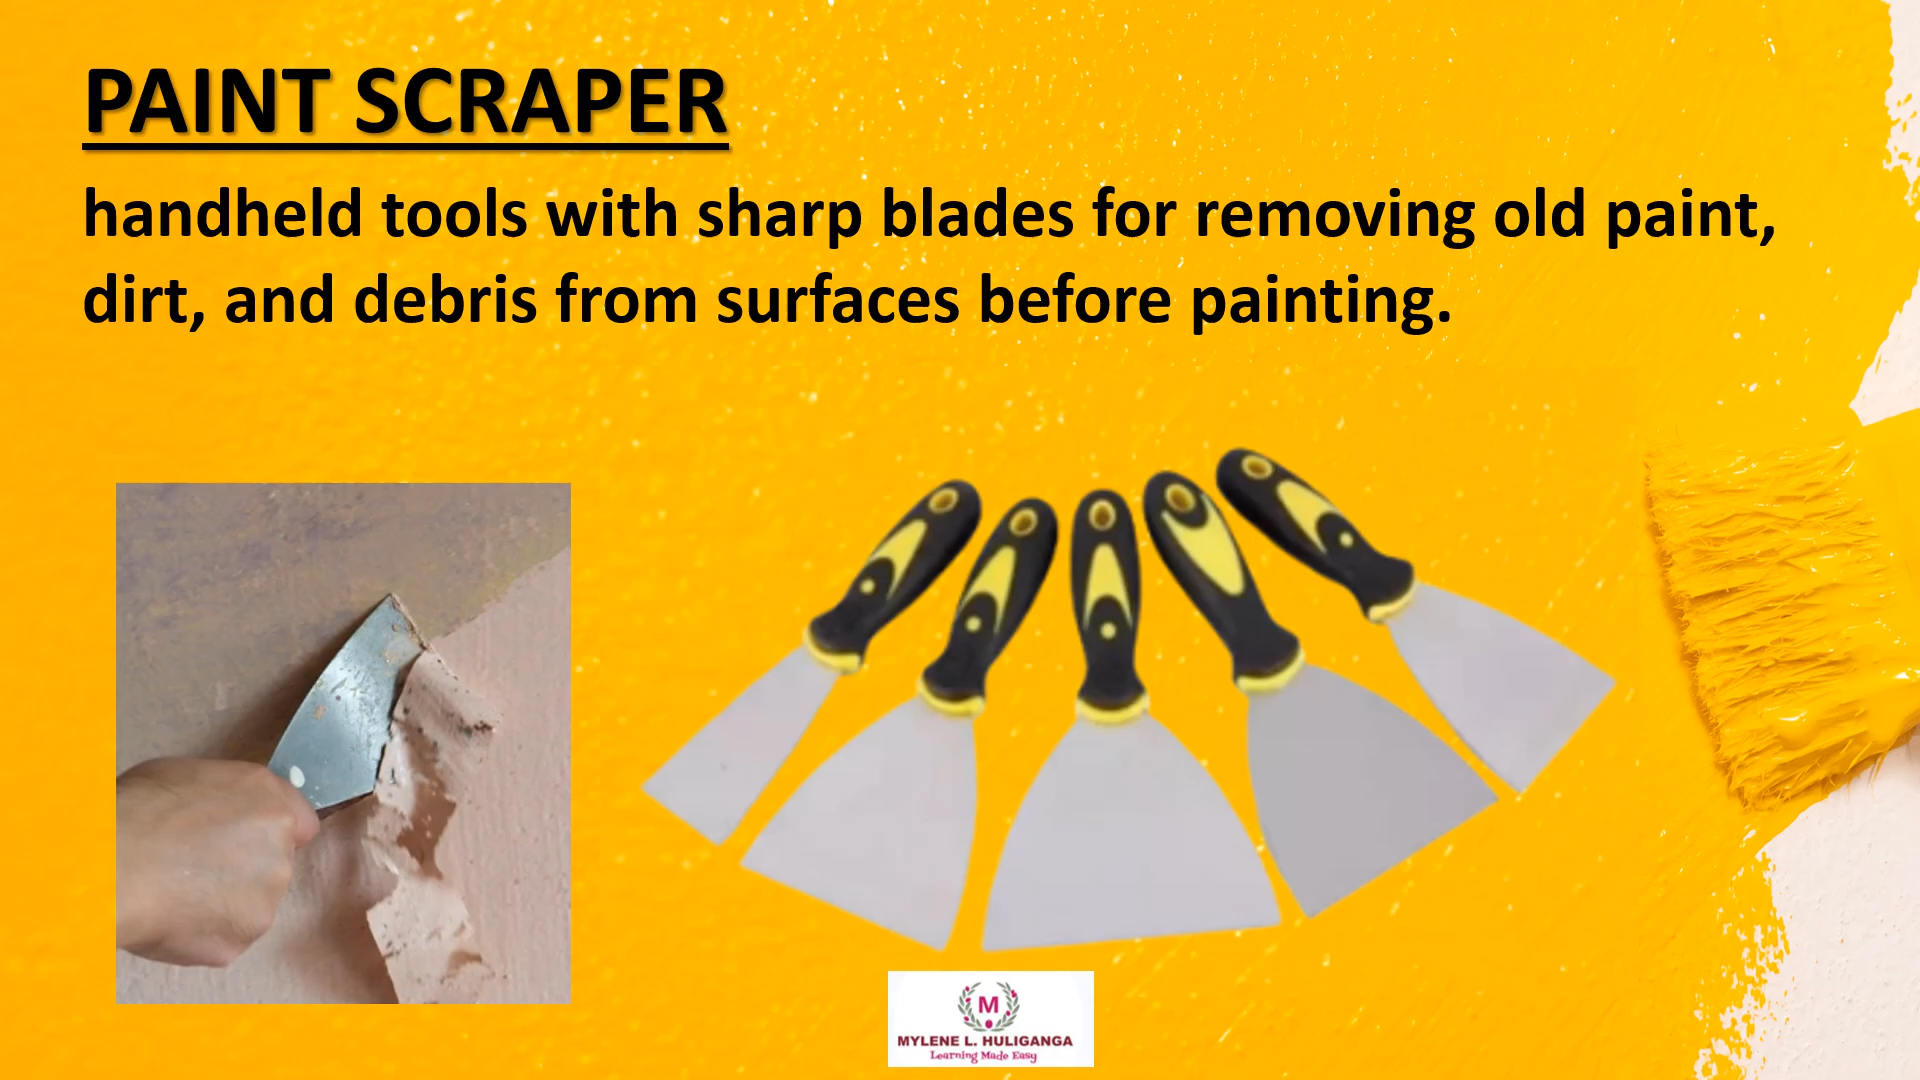 PAINT SCRAPER
handheld tools with sharp blades for removing old paint,
dirt, and debris from surfaces before painting.
M
MYLENE L. HULIGANGA
Learning Made Easy